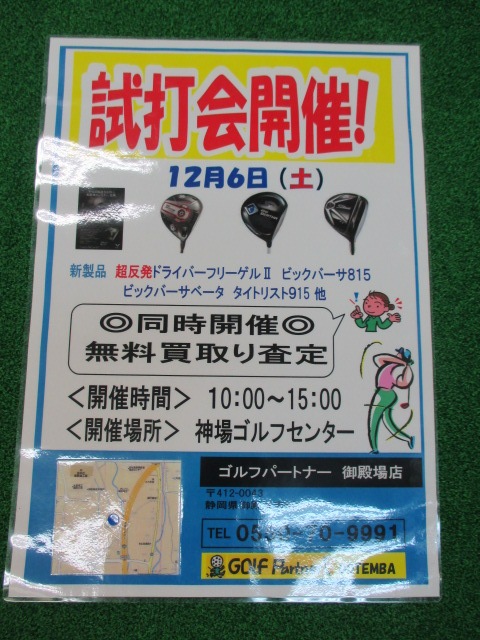 試打会開催!
12月6日(土)
新製品 超反発ドライバーフリーゲルⅡ ビックバーサ815
ビックバーサベータ タイトリスト915 他
◎同時開催◎
無料買取り査定
<開催時間> 10:00～15:00
<開催場所> 神場ゴルフセンター
ゴルフパートナー 御殿場店
〒412-0043
静岡県
TEL 9991
GOLF Partner